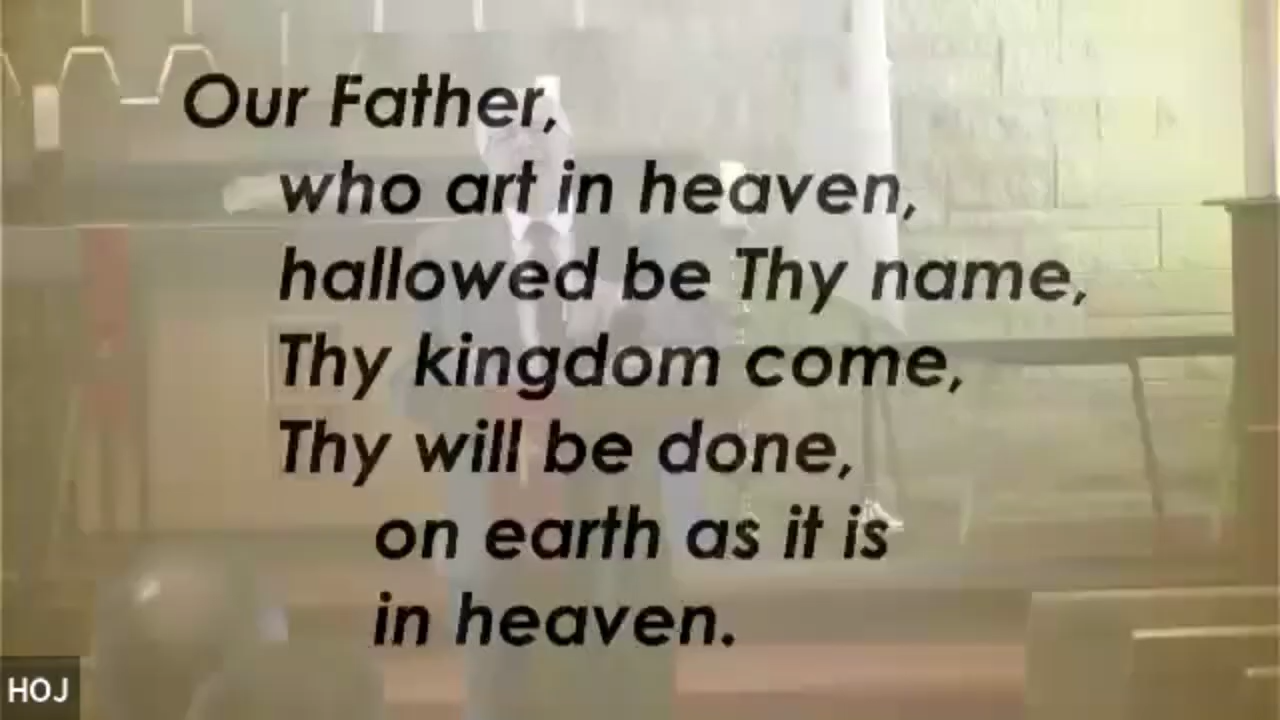 Our Father,
who art in heaven,
hallowed be Thy name,
Thy kingdom come,
Thy will be done,
on earth as it is
in heaven.
HOJ